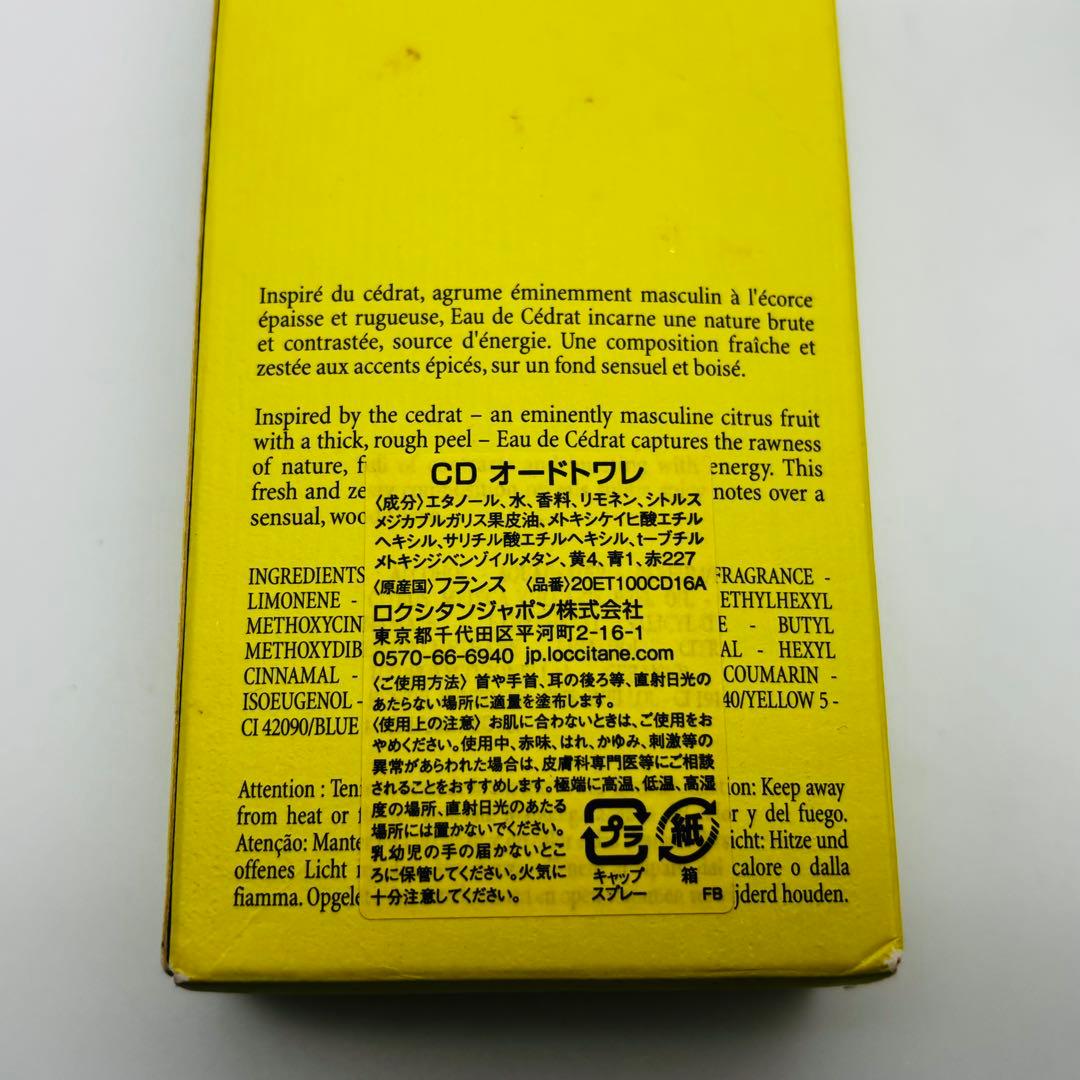 Inspiré du cédrat, agrume éminemment masculin à l'écorce
épaisse et rugueuse, Eau de Cédrat incarne une nature brute
et contrastée, source d'énergie. Une composition fraîche et
zestée aux accents épicés, sur un fond sensuel et boisé.
Inspired by the cedrat – an eminently masculine citrus fruit
with a thick, rough peel – Eau de Cédrat captures the rawness
of nature, energy. This
fresh and notes over a
sensual,
CD オードトワレ
〈成分〉エタノール、水、香料、リモネン、シトルス
メジカブルガリス果皮油、メトキシケイヒ酸エチル
ヘキシル、サリチル酸エチルヘキシル、t-ブチル
メトキシジベンゾイルメタン、黄4、青1、赤227
〈原産国〉フランス 〈品番〉20ET100CD16A
ロクシタンジャポン株式会社
東京都千代田区平河町2-16-1
0570-66-6940 jp.loccitane.com
〈ご使用方法〉首や手首、耳の後ろ等、直射日光の
あたらない場所に適量を塗布します。
〈使用上の注意〉お肌に合わないときは、ご使用をお
やめください。使用中、赤味、はれ、かゆみ、刺激等の
異常があらわれた場合は、皮膚科専門医等にご相談
されることをおすすめします。極端に高温、低温、高湿
度の場所、直射日光のあたる
場所には置かないでください。
乳幼児の手の届かないとこ
ろに保管してください。火気に
十分注意してください。
プラ
キャップ
スプレー
紙
箱
FB
INGREDIENTS FRAGRANCE -
LIMONENE - ETHYLHEXYL
- BUTYL
- HEXYL
CINNAMAL - COUMARIN -
ISOEUGENOL - /YELLOW 5 -
CI 42090/BLUE
Attention : Keep away
from heat or y del fuego.
Atenção: Hitze und
offenes Licht calore o dalla
fiamma. houden.